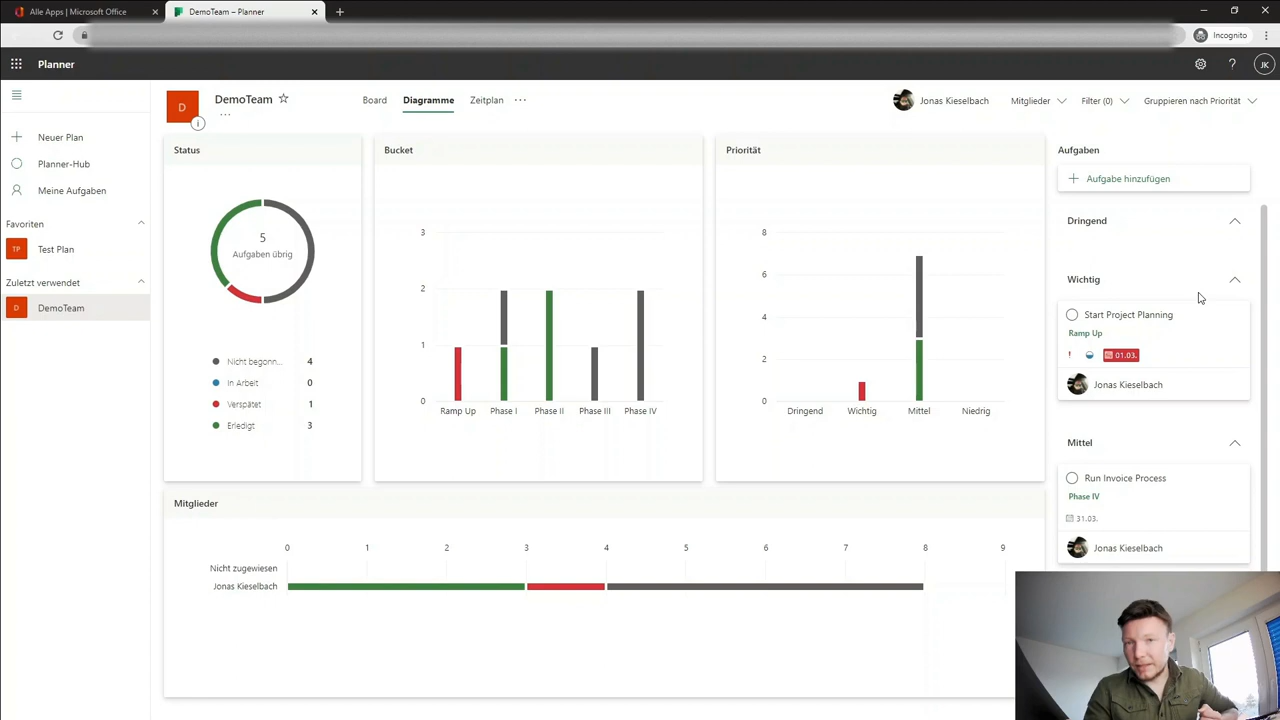 Alle Apps | Microsoft Office
DemoTeam – Planner
Incognito
Planner
?
JK
D
DemoTeam
...
Board
Diagramme
Zeitplan
...
Jonas Kieselbach
Mitglieder
Filter (0)
Gruppieren nach Priorität
Neuer Plan
Planner-Hub
Meine Aufgaben
Favoriten
TP
Test Plan
Zuletzt verwendet
D
DemoTeam
Status
5
Aufgaben übrig
Nicht begonn... 4
In Arbeit 0
Verspätet 1
Erledigt 3
Bucket
3
2
1
0
Ramp Up Phase I Phase II Phase III Phase IV
Priorität
8
6
4
2
0
Dringend Wichtig Mittel Niedrig
Mitglieder
0 1 2 3 4 5 6 7 8 9
Nicht zugewiesen
Jonas Kieselbach
Aufgaben
Aufgabe hinzufügen
Dringend
Wichtig
Start Project Planning
Ramp Up
! 01.03.
Jonas Kieselbach
Mittel
Run Invoice Process
Phase IV
31.03.
Jonas Kieselbach